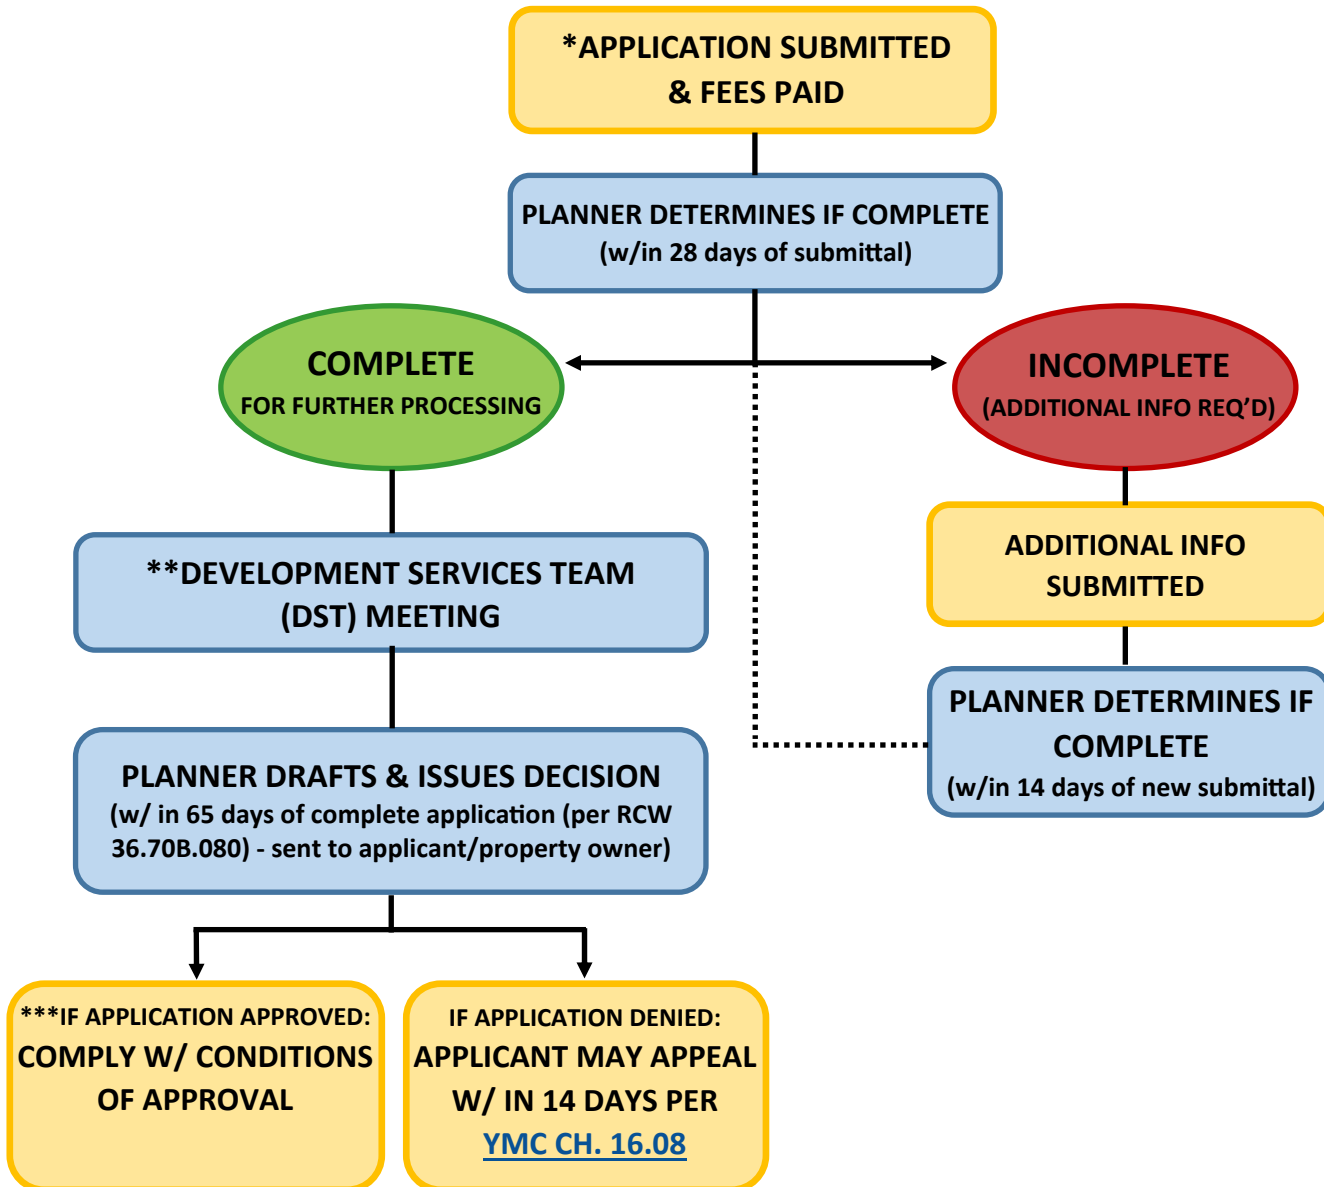 *APPLICATION SUBMITTED
& FEES PAID
PLANNER DETERMINES IF COMPLETE
(w/in 28 days of submittal)
COMPLETE
FOR FURTHER PROCESSING
INCOMPLETE
(ADDITIONAL INFO REQ’D)
**DEVELOPMENT SERVICES TEAM
(DST) MEETING
ADDITIONAL INFO
SUBMITTED
PLANNER DETERMINES IF
COMPLETE
(w/in 14 days of new submittal)
PLANNER DRAFTS & ISSUES DECISION
(w/ in 65 days of complete application (per RCW
36.70B.080) - sent to applicant/property owner)
***IF APPLICATION APPROVED:
COMPLY W/ CONDITIONS
OF APPROVAL
IF APPLICATION DENIED:
APPLICANT MAY APPEAL
W/ IN 14 DAYS PER
YMC CH. 16.08